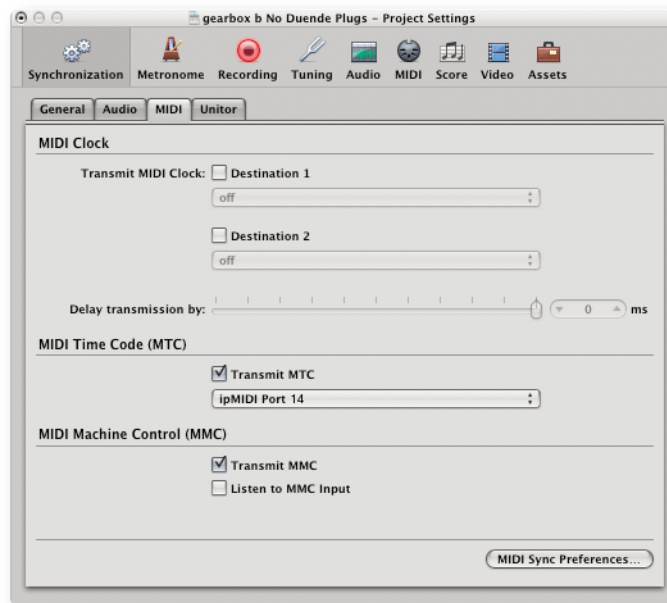 gearbox b No Duende Plugs – Project Settings
Synchronization Metronome Recording Tuning Audio MIDI Score Video Assets
General Audio MIDI Unitor
MIDI Clock
Transmit MIDI Clock: Destination 1
off
Destination 2
off
Delay transmission by: 0 ms
MIDI Time Code (MTC)
Transmit MTC
ipMIDI Port 14
MIDI Machine Control (MMC)
Transmit MMC
Listen to MMC Input
MIDI Sync Preferences...